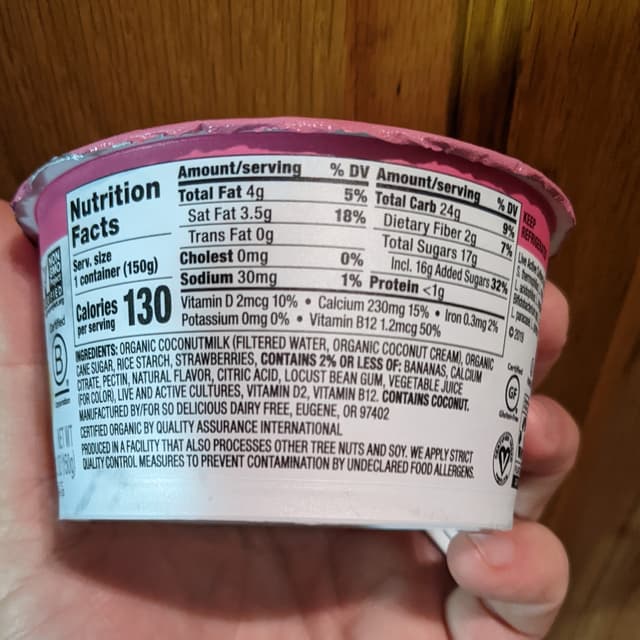 Nutrition
Facts
Serv. size
1 container (150g)
Calories
per serving
130
Amount/serving % DV
Total Fat 4g 5%
Sat Fat 3.5g 18%
Trans Fat 0g
Cholest 0mg 0%
Sodium 30mg 1%
Amount/serving % DV
Total Carb 24g 9%
Dietary Fiber 2g 7%
Total Sugars 17g
Incl. 16g Added Sugars 32%
Protein <1g
Vitamin D 2mcg 10% • Calcium 230mg 15% • Iron 0.3mg 2%
Potassium 0mg 0% • Vitamin B12 1.2mcg 50%
INGREDIENTS: ORGANIC COCONUTMILK (FILTERED WATER, ORGANIC COCONUT CREAM), ORGANIC
CANE SUGAR, RICE STARCH, STRAWBERRIES, CONTAINS 2% OR LESS OF: BANANAS, CALCIUM
CITRATE, PECTIN, NATURAL FLAVOR, CITRIC ACID, LOCUST BEAN GUM, VEGETABLE JUICE
(FOR COLOR), LIVE AND ACTIVE CULTURES, VITAMIN D2, VITAMIN B12. CONTAINS COCONUT.
MANUFACTURED BY/FOR SO DELICIOUS DAIRY FREE, EUGENE, OR 97402
CERTIFIED ORGANIC BY QUALITY ASSURANCE INTERNATIONAL
PRODUCED IN A FACILITY THAT ALSO PROCESSES OTHER TREE NUTS AND SOY. WE APPLY STRICT
QUALITY CONTROL MEASURES TO PREVENT CONTAMINATION BY UNDECLARED FOOD ALLERGENS.
Certified
B
NET WT
KEEP
Live Active
© 2019
Certified
GF